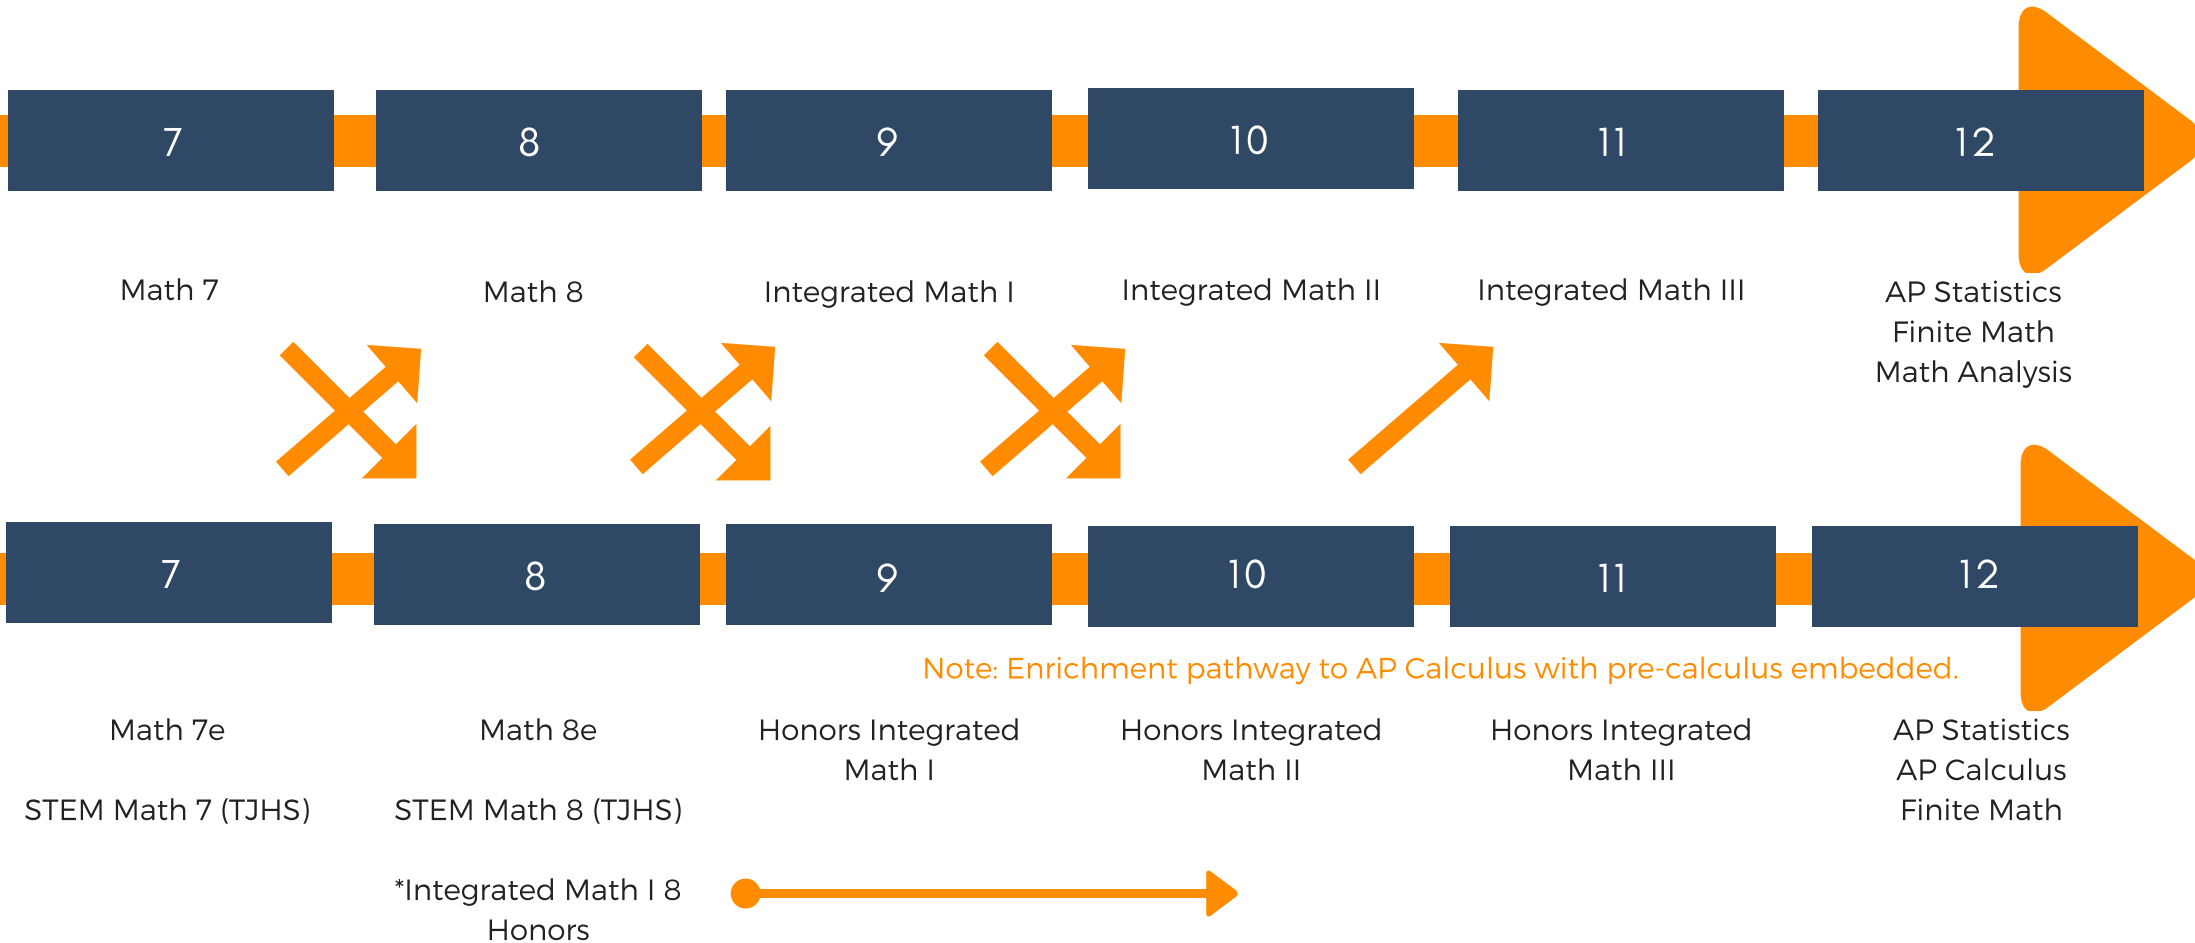 7
8
9
10
11
12
Math 7
Math 8
Integrated Math I
Integrated Math II
Integrated Math III
AP Statistics
Finite Math
Math Analysis
7
8
9
10
11
12
Note: Enrichment pathway to AP Calculus with pre-calculus embedded.
Math 7e
STEM Math 7 (TJHS)
Math 8e
STEM Math 8 (TJHS)
*Integrated Math I 8
Honors
Honors Integrated
Math I
Honors Integrated
Math II
Honors Integrated
Math III
AP Statistics
AP Calculus
Finite Math